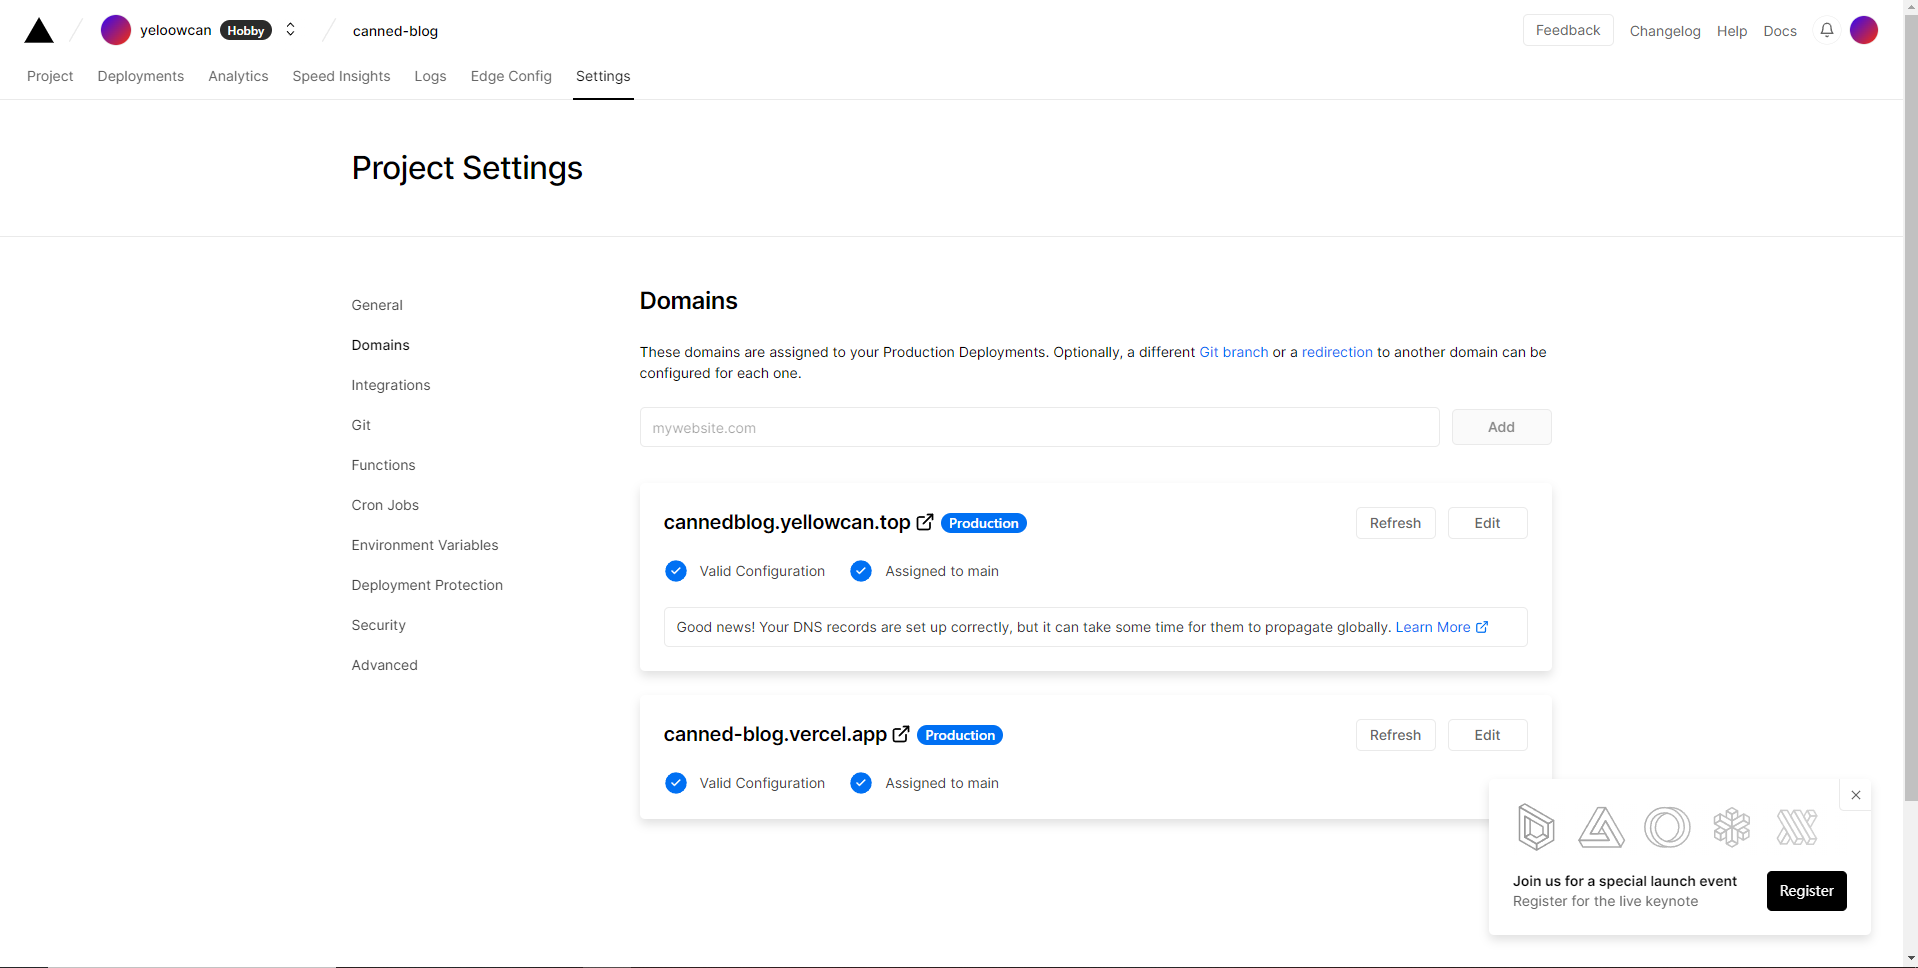 yeloowcan Hobby canned-blog Feedback Changelog Help Docs
Project Deployments Analytics Speed Insights Logs Edge Config Settings
Project Settings
General
Domains
Integrations
Git
Functions
Cron Jobs
Environment Variables
Deployment Protection
Security
Advanced
Domains
These domains are assigned to your Production Deployments. Optionally, a different Git branch or a redirection to another domain can be
configured for each one.
mywebsite.com Add
cannedblog.yellowcan.top Production Refresh Edit
Valid Configuration Assigned to main
Good news! Your DNS records are set up correctly, but it can take some time for them to propagate globally. Learn More
canned-blog.vercel.app Production Refresh Edit
Valid Configuration Assigned to main
Join us for a special launch event
Register for the live keynote
Register